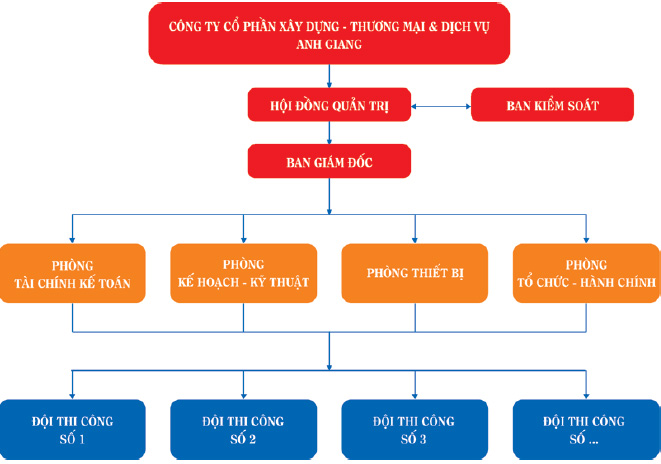 CÔNG TY CỔ PHẦN XÂY DỰNG - THƯƠNG MẠI & DỊCH VỤ
ANH GIANG
HỘI ĐỒNG QUẢN TRỊ
BAN KIỂM SOÁT
BAN GIÁM ĐỐC
PHÒNG
TÀI CHÍNH KẾ TOÁN
PHÒNG
KẾ HOẠCH - KỸ THUẬT
PHÒNG THIẾT BỊ
PHÒNG
TỔ CHỨC - HÀNH CHÍNH
ĐỘI THI CÔNG
SỐ 1
ĐỘI THI CÔNG
SỐ 2
ĐỘI THI CÔNG
SỐ 3
ĐỘI THI CÔNG
SỐ ...